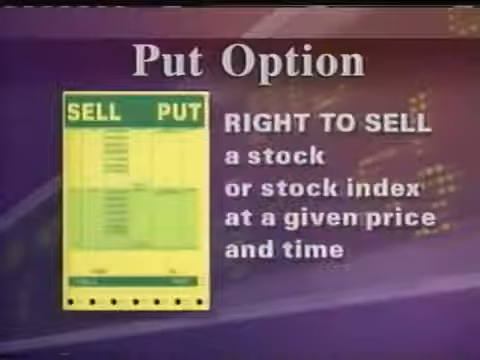 Put Option
SELL PUT
RIGHT TO SELL
a stock
or stock index
at a given price
and time